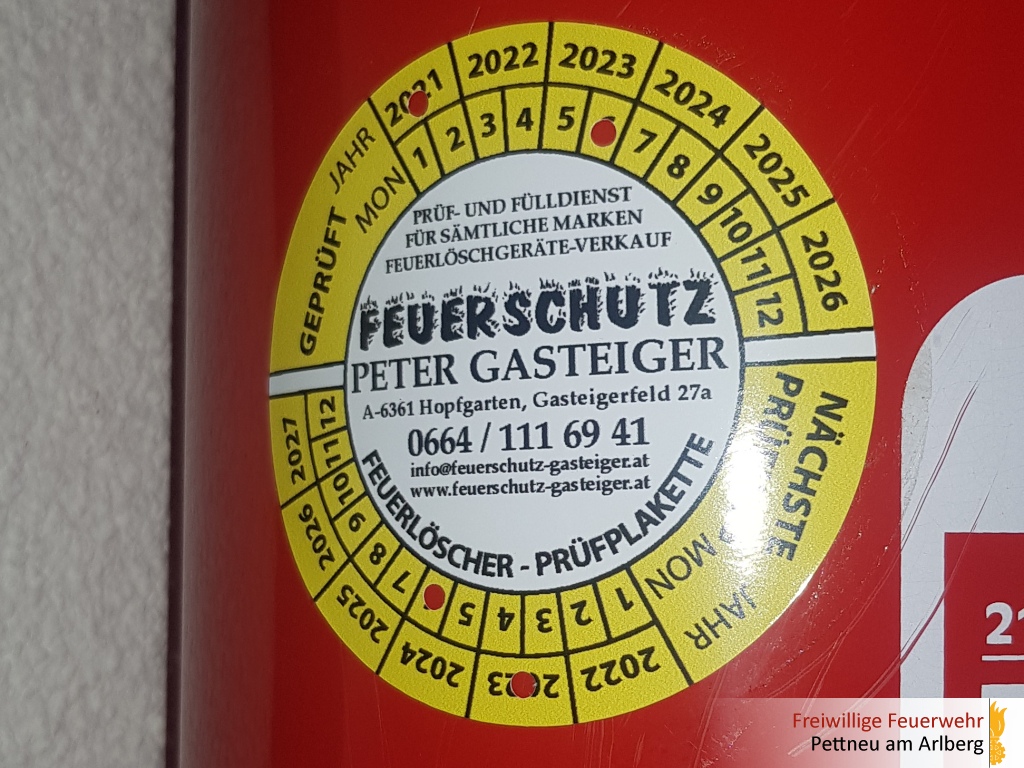 GEPRÜFT JAHR 2021 2022 2023 2024 2025 2026
MON 1 2 3 4 5 7 8 9 10 11 12
PRÜF- UND FÜLLDIENST
FÜR SÄMTLICHE MARKEN
FEUERLÖSCHGERÄTE-VERKAUF
FEUERSCHUTZ
PETER GASTEIGER
A-6361 Hopfgarten, Gasteigerfeld 27a
0664 / 111 69 41
info@feuerschutz-gasteiger.at
www.feuerschutz-gasteiger.at
FEUERLÖSCHER - PRÜFPLAKETTE
NÄCHSTE
JAHR 2022 2023 2024 2025 2026 2027
MON 1 2 3 4 5 7 8 9 10 11 12
Freiwillige Feuerwehr
Pettneu am Arlberg